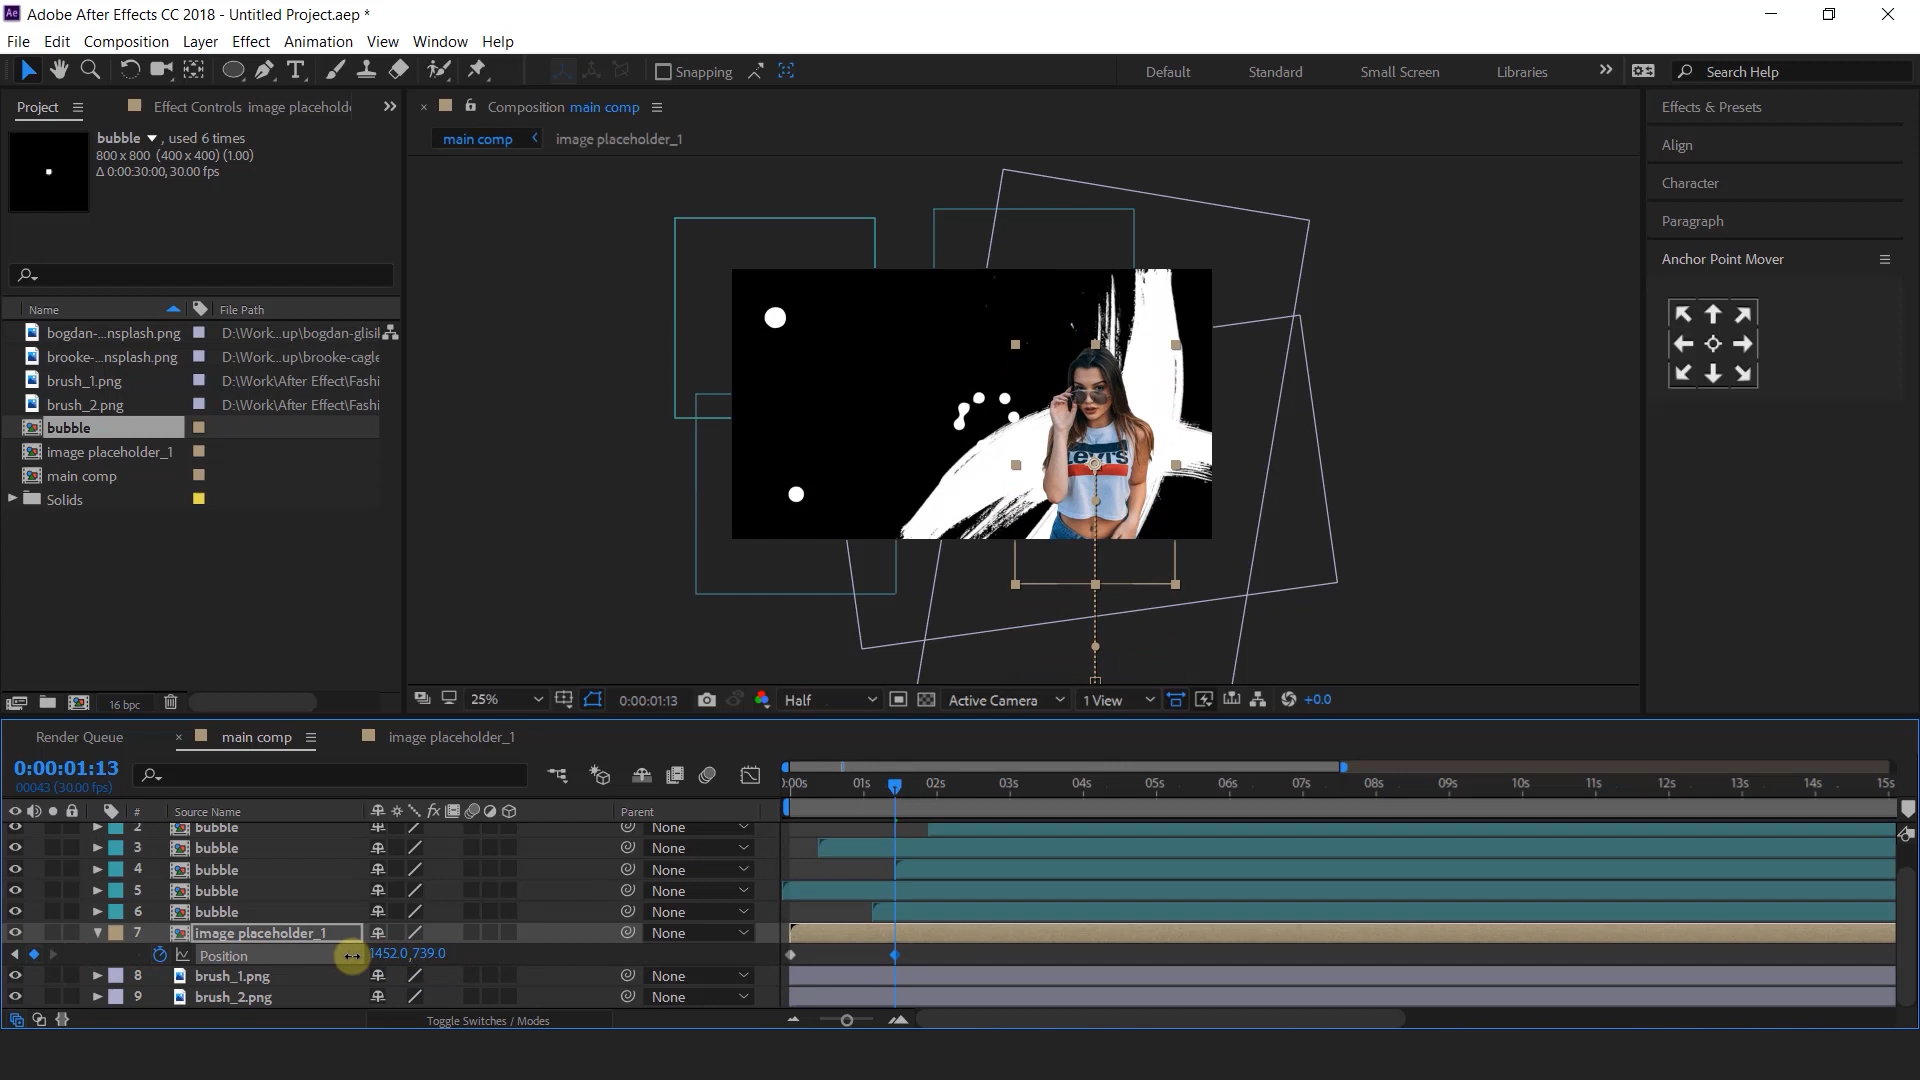 Adobe After Effects CC 2018 - Untitled Project.aep *
File Edit Composition Layer Effect Animation View Window Help
Snapping
Default Standard Small Screen Libraries
Search Help
Project
Effect Controls image placeholde
bubble , used 6 times
800 x 800 (400 x 400) (1.00)
Δ 0:00:30:00, 30.00 fps
Name File Path
bogdan-...nsplash.png D:\Work...up\bogdan-glisil
brooke-...nsplash.png D:\Work...up\brooke-cagle
brush_1.png D:\Work\After Effect\Fashi
brush_2.png D:\Work\After Effect\Fashi
bubble
image placeholder_1
main comp
Solids
16 bpc
Composition main comp
main comp image placeholder_1
LEVI'S
25% 0:00:01:13 Half Active Camera 1 View +0.0
Effects & Presets
Align
Character
Paragraph
Anchor Point Mover
Render Queue main comp image placeholder_1
0:00:01:13
00043 (30.00 fps)
):00s 01s 02s 03s 04s 05s 06s 07s 08s 09s 10s 11s 12s 13s 14s 15s
# Source Name Parent
2 bubble None
3 bubble None
4 bubble None
5 bubble None
6 bubble None
7 image placeholder_1 None
Position 1452.0,739.0
8 brush_1.png None
9 brush_2.png None
Toggle Switches / Modes